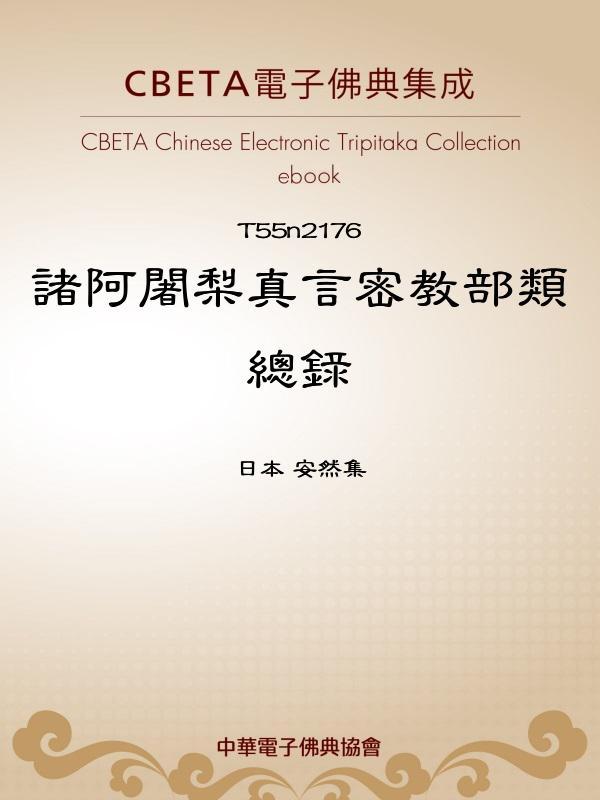 CBETA電子佛典集成
CBETA Chinese Electronic Tripitaka Collection
ebook
T55n2176
諸阿闍梨真言密教部類
總錄
日本 安然集
中華電子佛典協會